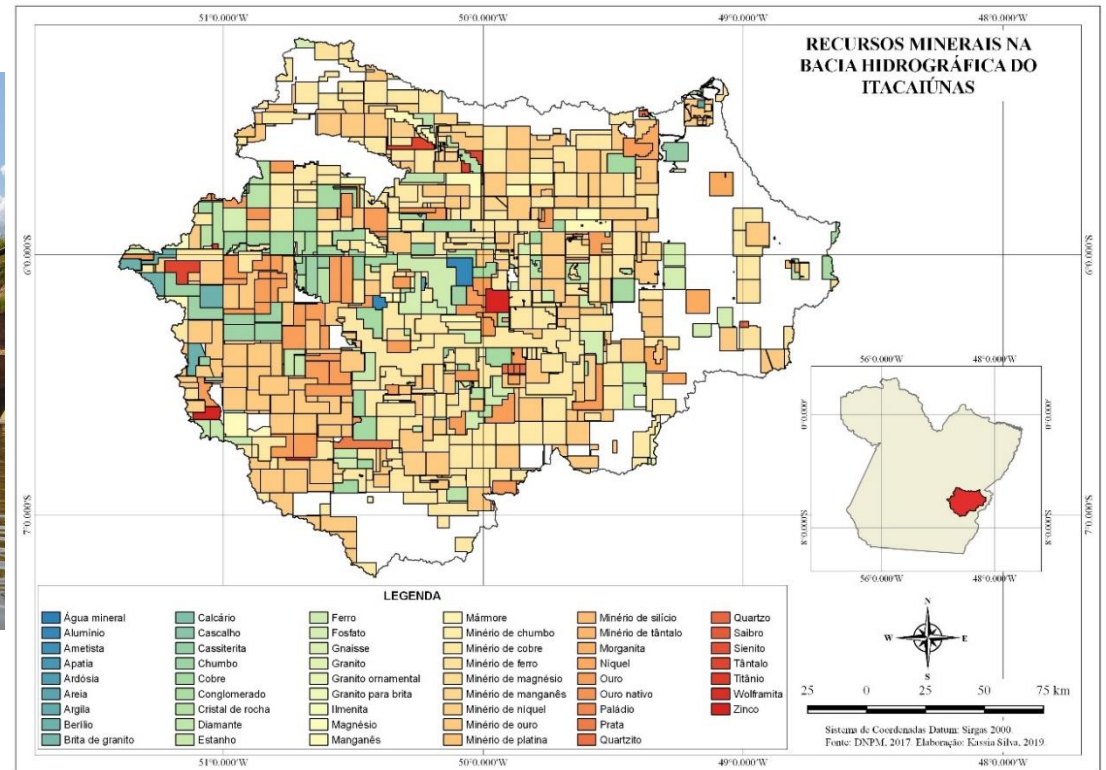 51°0.000'W 50°0.000'W 49°0.000'W 48°0.000'W
RECURSOS MINERAIS NA
BACIA HIDROGRÁFICA DO
ITACAIÚNAS
6°0.000'S 6°0.000'S
56°0.000'W 48°0.000'W
0°0.000' 0°0.000'
8°0.000'S 8°0.000'S
56°0.000'W 48°0.000'W
7°0.000'S 7°0.000'S
LEGENDA
Água mineral
Alumínio
Ametista
Apatia
Ardósia
Areia
Argila
Berílio
Brita de granito
Calcário
Cascalho
Cassiterita
Chumbo
Cobre
Conglomerado
Cristal de rocha
Diamante
Estanho
Ferro
Fosfato
Gnaisse
Granito
Granito ornamental
Granito para brita
Ilmenita
Magnésio
Manganês
Mármore
Minério de chumbo
Minério de cobre
Minério de ferro
Minério de magnésio
Minério de manganês
Minério de níquel
Minério de ouro
Minério de platina
Minério de silício
Minério de tântalo
Morganita
Níquel
Ouro
Ouro nativo
Paládio
Prata
Quartzito
Quartzo
Saibro
Sienito
Tântalo
Titânio
Wolframita
Zinco
N
W E
S
25 0 25 50 75 km
Sistema de Coordenadas Datum: Sirgas 2000.
Fonte: DNPM, 2017. Elaboração: Kássia Silva, 2019.
51°0.000'W 50°0.000'W 49°0.000'W 48°0.000'W